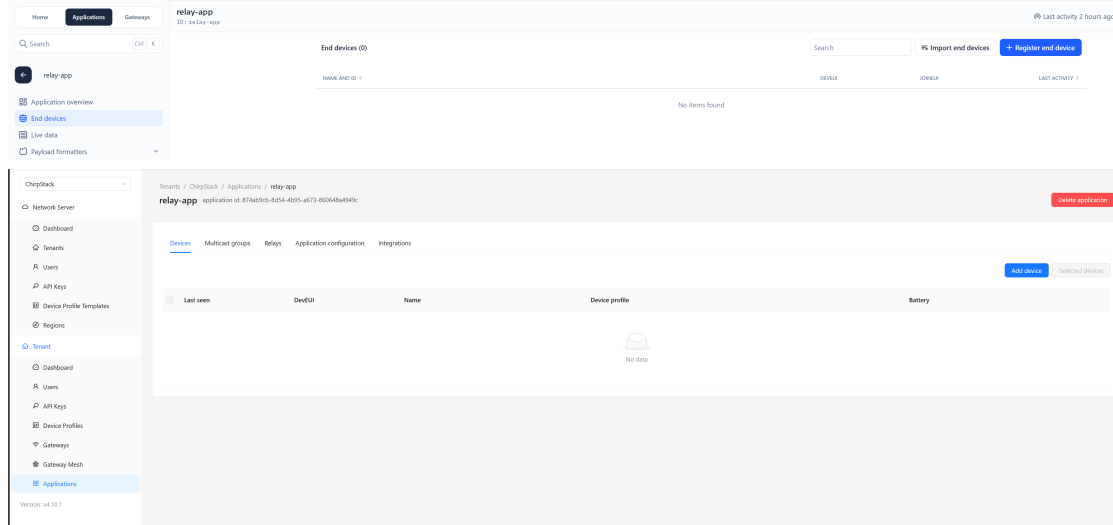 Home Applications Gateways
relay-app
ID: relay-app
Last activity 2 hours ago
Search Ctrl K
End devices (0)
Search
Import end devices
+ Register end device
relay-app
NAME AND ID
DEVEUI
JOINEUI
LAST ACTIVITY
Application overview
No items found
End devices
Live data
Payload formatters
ChirpStack
Tenants / ChirpStack / Applications / relay-app
relay-app application id: 874ab9cb-8d54-4b95-a673-860648a4949c
Delete application
Network Server
Dashboard
Tenants
Users
API Keys
Device Profile Templates
Regions
Tenant
Dashboard
Users
API Keys
Device Profiles
Gateways
Gateway Mesh
Applications
Version: v4.10.1
Devices Multicast groups Relays Application configuration Integrations
Add device Selected devices
Last seen DevEUI Name Device profile Battery
No data